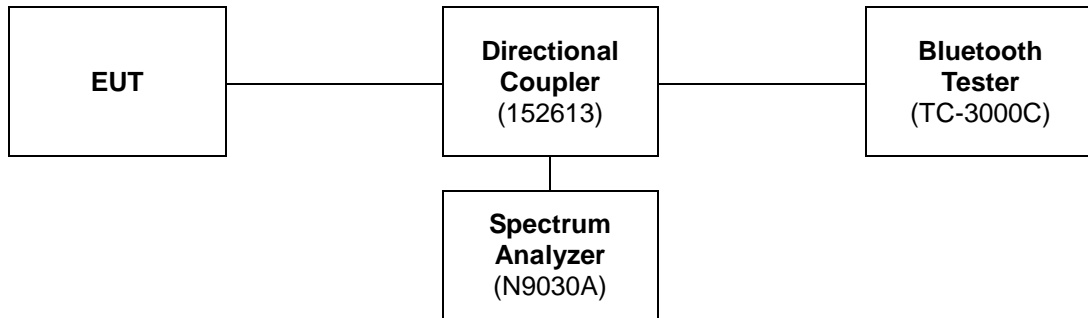 EUT
Directional
Coupler
(152613)
Bluetooth
Tester
(TC-3000C)
Spectrum
Analyzer
(N9030A)